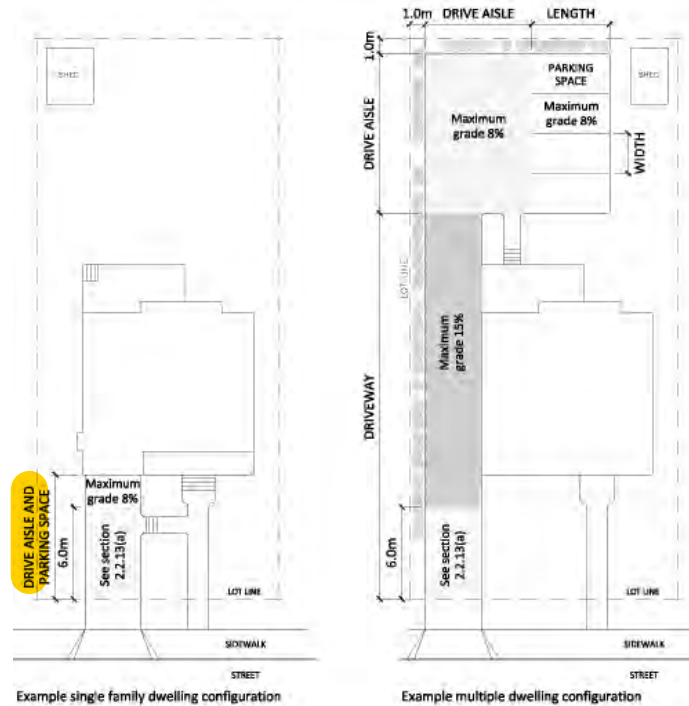 1.0m
DRIVE AISLE
LENGTH
1.0m
SHED
PARKING
SPACE
SHED
Maximum
grade 8%
Maximum
grade 8%
DRIVE AISLE
WIDTH
LOT LINE
Maximum
grade 15%
DRIVEWAY
Maximum
grade 8%
DRIVE AISLE AND
PARKING SPACE
6.0m
See section
2.2.13(a)
LOT LINE
6.0m
See section
2.2.13(a)
LOT LINE
SIDEWALK
SIDEWALK
STREET
STREET
Example single family dwelling configuration
Example multiple dwelling configuration